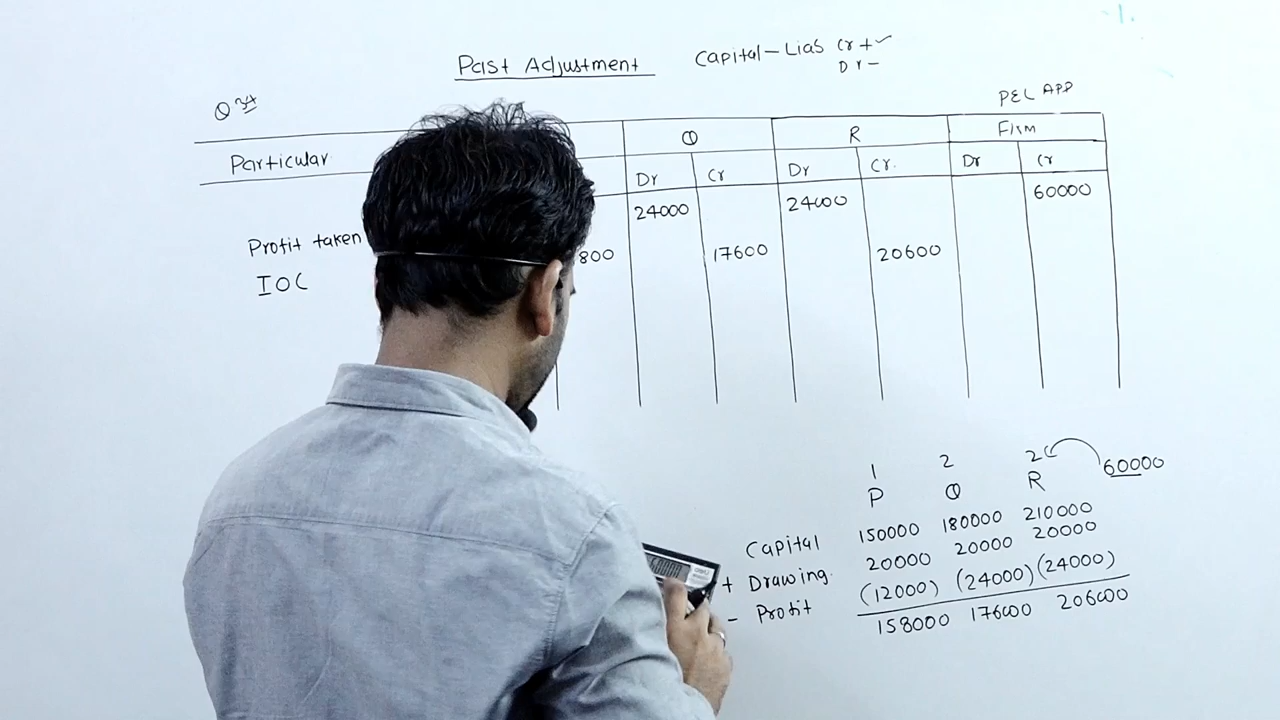 Past Adjustment Capital-Lias Cr + ✓
Dr -
PEL APP
Particular Q R Firm
Dr Cr Dr Cr. Dr Cr
24000 24000 60000
Profit taken
IOC 800 17600 20600
1 2 2 60000
P Q R
Capital 150000 180000 210000
+ Drawing. 20000 20000 20000
- Profit (12000) (24000) (24000)
158000 176000 206000